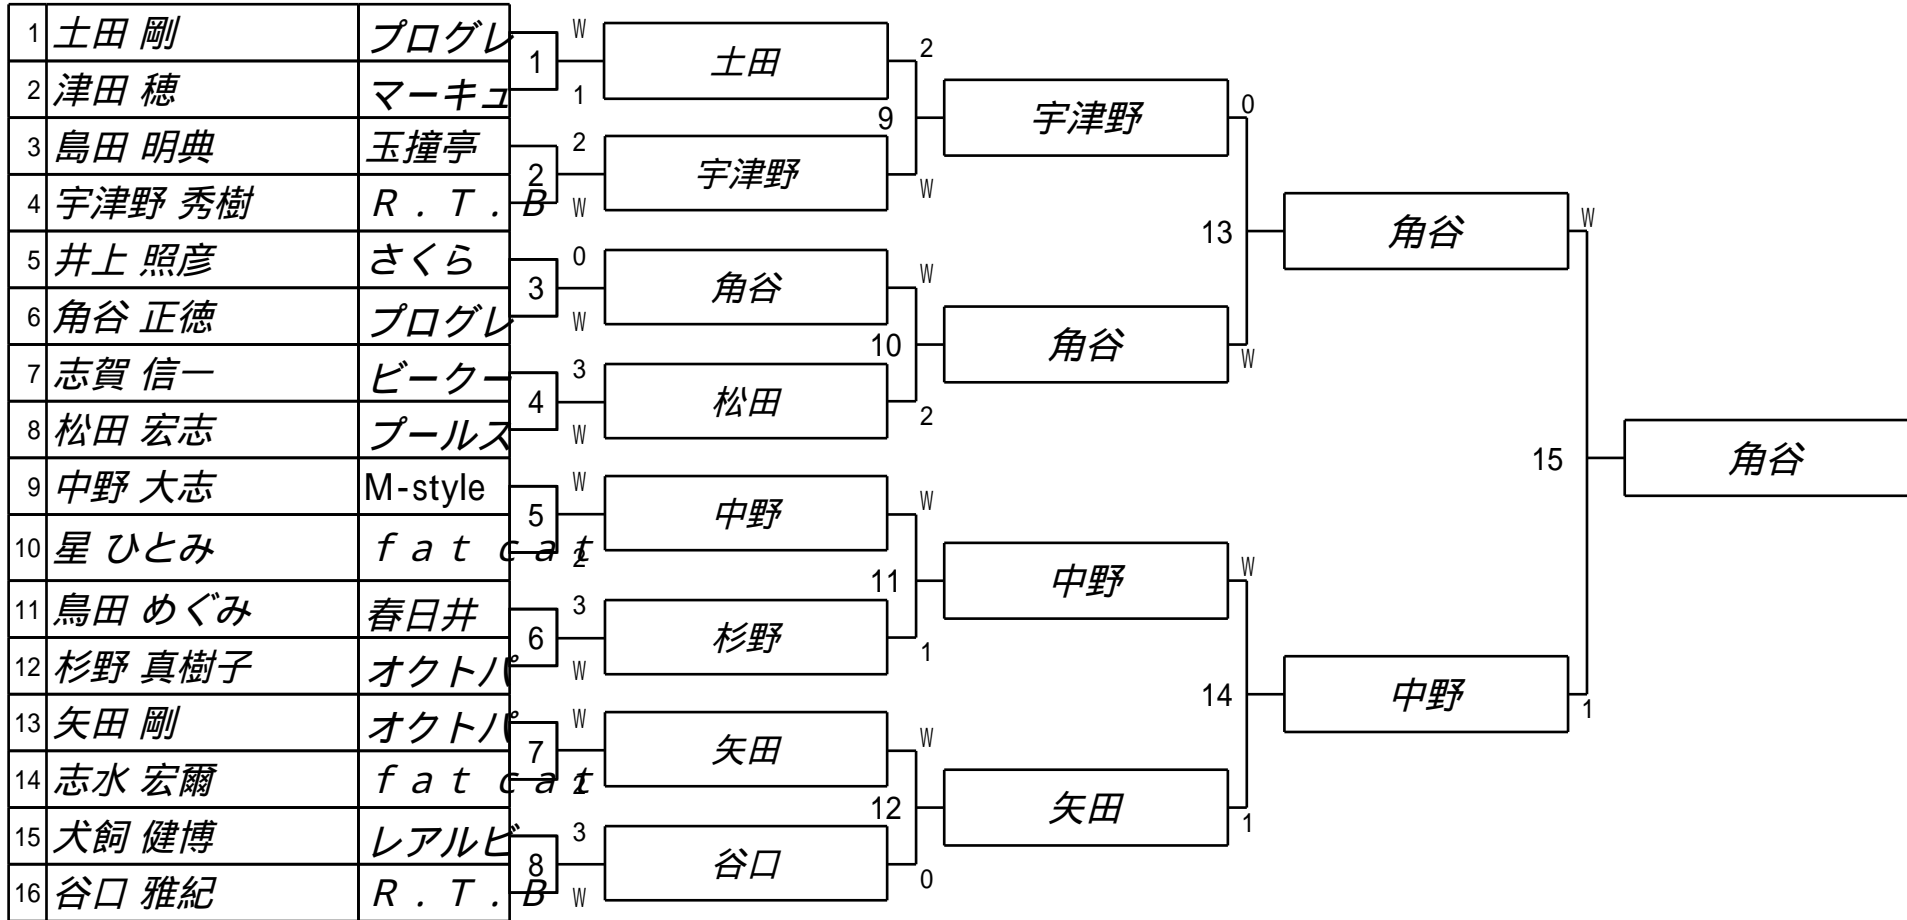 1 土田 剛 プログレ
2 津田 穂 マーキュ
3 島田 明典 玉撞亭
4 宇津野 秀樹 R.T.B
5 井上 照彦 さくら
6 角谷 正徳 プログレ
7 志賀 信一 ビークー
8 松田 宏志 プールス
9 中野 大志 M-style
10 星 ひとみ fat cat
11 鳥田 めぐみ 春日井
12 杉野 真樹子 オクトパ
13 矢田 剛 オクトパ
14 志水 宏爾 fat cat
15 犬飼 健博 レアルビ
16 谷口 雅紀 R.T.B
1 W 1
2 2 W
3 0 W
4 3 W
5 W 2
6 3 W
7 W 2
8 3 W
土田 2
9
宇津野 W
角谷 W
10
松田 2
中野 W
11
杉野 1
矢田 W
12
谷口 0
宇津野 0
13
角谷 W
中野 W
14
矢田 1
角谷 W
15
中野 1
角谷